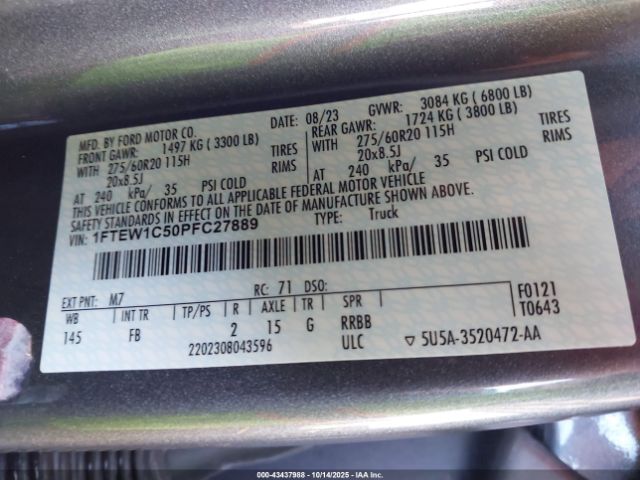 MFD. BY FORD MOTOR CO.
DATE: 08/23 GVWR: 3084 KG ( 6800 LB)
FRONT GAWR: 1497 KG ( 3300 LB) REAR GAWR: 1724 KG ( 3800 LB)
WITH 275/60R20 115H TIRES WITH 275/60R20 115H TIRES
20x8.5J RIMS 20x8.5J RIMS
AT 240 kPa/ 35 PSI COLD AT 240 kPa/ 35 PSI COLD
THIS VEHICLE CONFORMS TO ALL APPLICABLE FEDERAL MOTOR VEHICLE
SAFETY STANDARDS IN EFFECT ON THE DATE OF MANUFACTURE SHOWN ABOVE.
1FTEW1C50PFC27889 TYPE: Truck
EXT PNT: M7 RC: 71 DSO: F0121
WB INT TR TP/PS R AXLE TR SPR T0643
145 FB 2 15 G RRBB
2202308043596 ULC ▽ 5U5A-3520472-AA
00-43437988 | 10/14/2025 | IAA Inc.